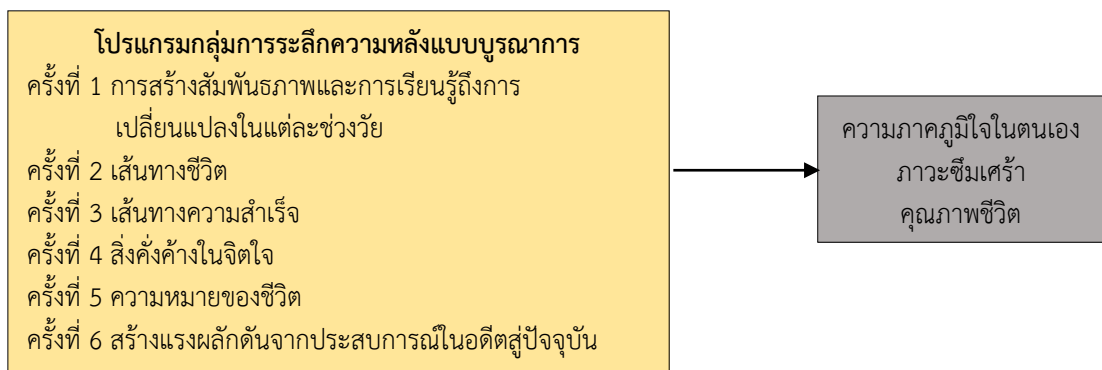 โปรแกรมกลุ่มการระลึกความหลังแบบบูรณาการ
ครั้งที่ 1 การสร้างสัมพันธภาพและการเรียนรู้ถึงการ
เปลี่ยนแปลงในแต่ละช่วงวัย
ครั้งที่ 2 เส้นทางชีวิต
ครั้งที่ 3 เส้นทางความสำเร็จ
ครั้งที่ 4 สิ่งคั่งค้างในจิตใจ
ครั้งที่ 5 ความหมายของชีวิต
ครั้งที่ 6 สร้างแรงผลักดันจากประสบการณ์ในอดีตสู่ปัจจุบัน
ความภาคภูมิใจในตนเอง
ภาวะซึมเศร้า
คุณภาพชีวิต